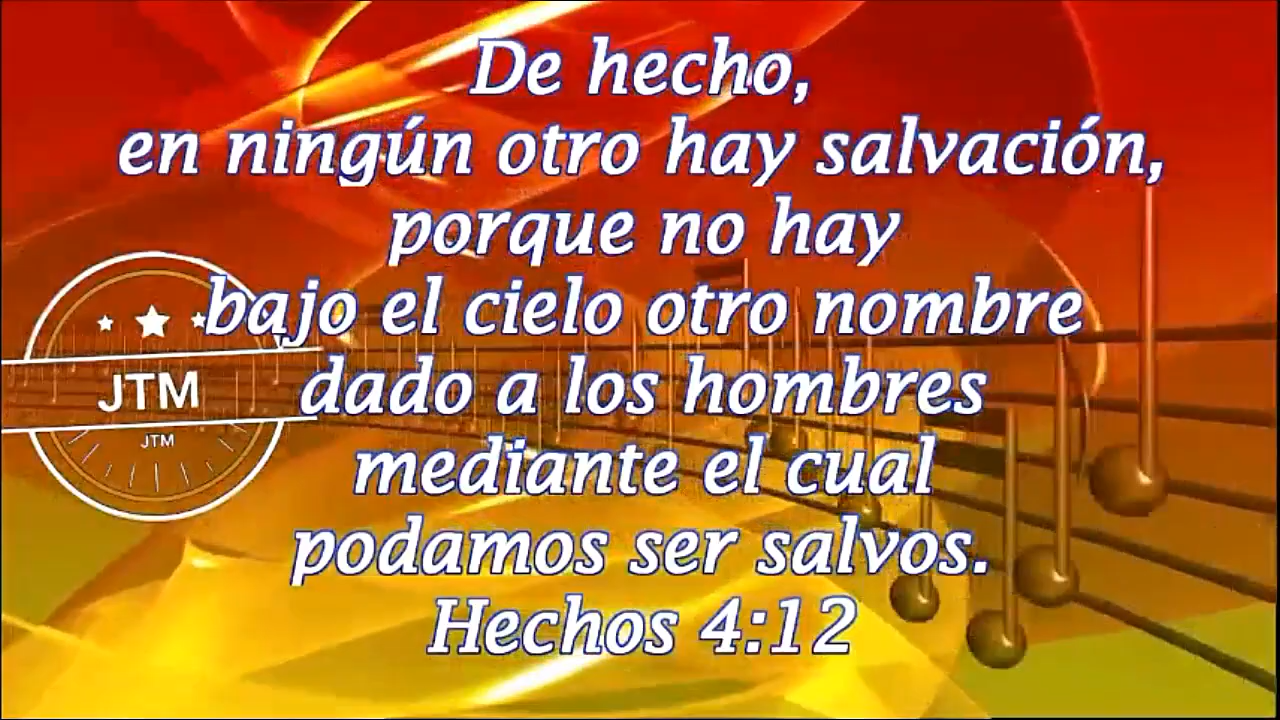 De hecho,
en ningún otro hay salvación,
porque no hay
bajo el cielo otro nombre
dado a los hombres
mediante el cual
podamos ser salvos.
Hechos 4:12
JTM
JTM